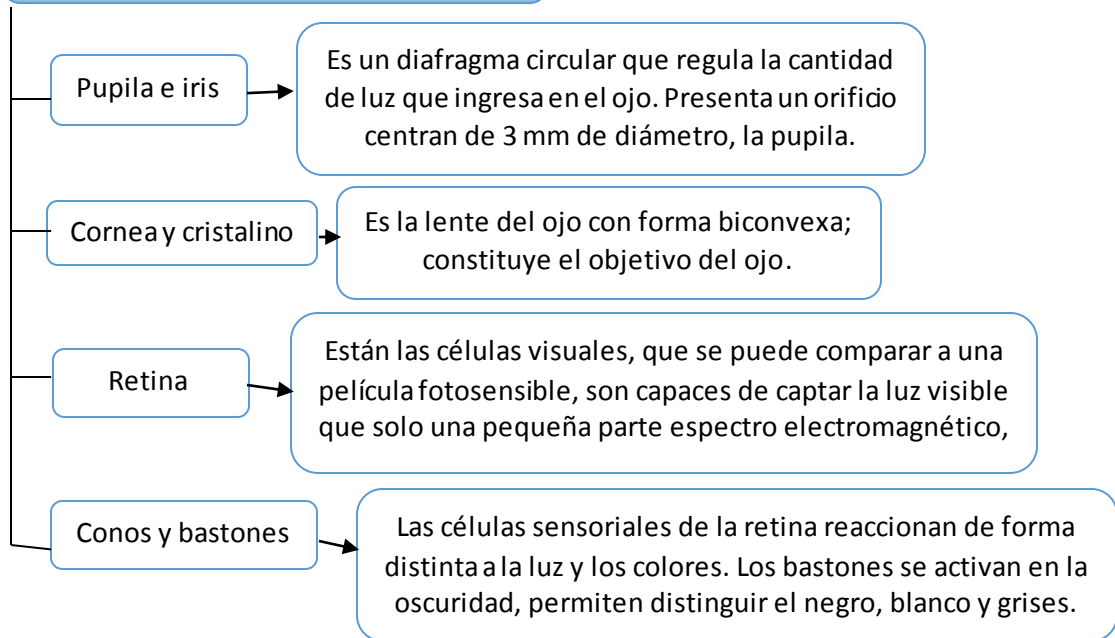 Pupila e iris
Es un diafragma circular que regula la cantidad
de luz que ingresa en el ojo. Presenta un orificio
centran de 3 mm de diámetro, la pupila.
Cornea y cristalino
Es la lente del ojo con forma biconvexa;
constituye el objetivo del ojo.
Retina
Están las células visuales, que se puede comparar a una
película fotosensible, son capaces de captar la luz visible
que solo una pequeña parte espectro electromagnético,
Conos y bastones
Las células sensoriales de la retina reaccionan de forma
distinta a la luz y los colores. Los bastones se activan en la
oscuridad, permiten distinguir el negro, blanco y grises.